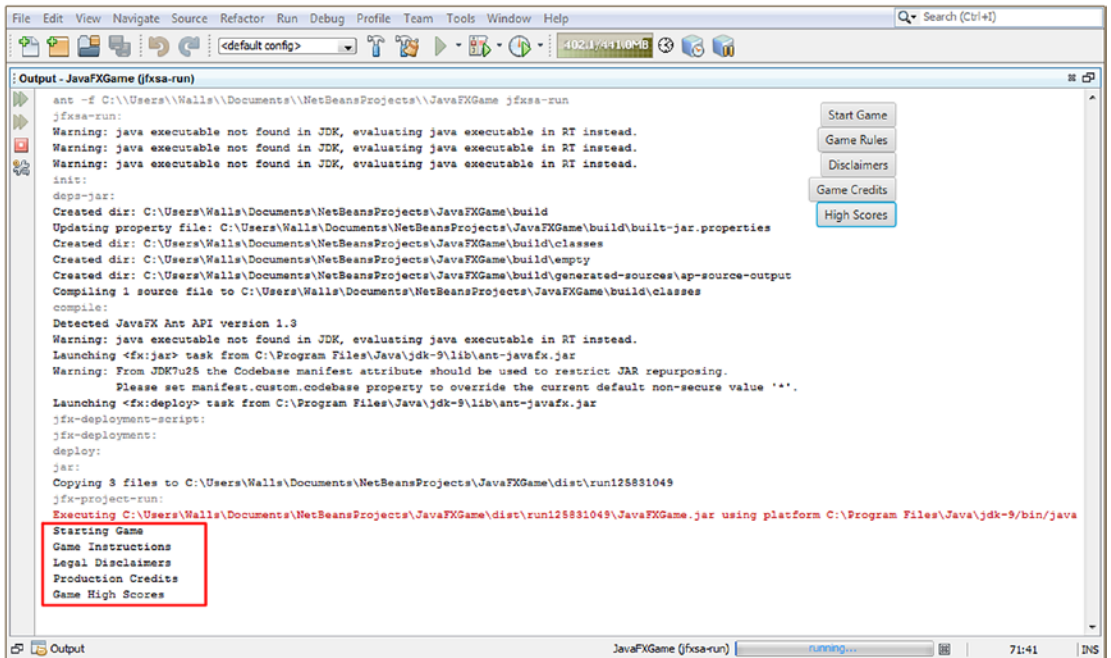 File Edit View Navigate Source Refactor Run Debug Profile Team Tools Window Help
Search (Ctrl+I)
<default config>
402.1/441.0MB
Output - JavaFXGame (jfxsa-run)
ant -f C:\\Users\\Walls\\Documents\\NetBeansProjects\\JavaFXGame jfxsa-run
jfxsa-run:
Warning: java executable not found in JDK, evaluating java executable in RT instead.
Warning: java executable not found in JDK, evaluating java executable in RT instead.
Warning: java executable not found in JDK, evaluating java executable in RT instead.
init:
deps-jar:
Created dir: C:\Users\Walls\Documents\NetBeansProjects\JavaFXGame\build
Updating property file: C:\Users\Walls\Documents\NetBeansProjects\JavaFXGame\build\built-jar.properties
Created dir: C:\Users\Walls\Documents\NetBeansProjects\JavaFXGame\build\classes
Created dir: C:\Users\Walls\Documents\NetBeansProjects\JavaFXGame\build\empty
Created dir: C:\Users\Walls\Documents\NetBeansProjects\JavaFXGame\build\generated-sources\ap-source-output
Compiling 1 source file to C:\Users\Walls\Documents\NetBeansProjects\JavaFXGame\build\classes
compile:
Detected JavaFX Ant API version 1.3
Warning: java executable not found in JDK, evaluating java executable in RT instead.
Launching <fx:jar> task from C:\Program Files\Java\jdk-9\lib\ant-javafx.jar
Warning: From JDK7u25 the Codebase manifest attribute should be used to restrict JAR repurposing.
Please set manifest.custom.codebase property to override the current default non-secure value '*'.
Launching <fx:deploy> task from C:\Program Files\Java\jdk-9\lib\ant-javafx.jar
jfx-deployment-script:
jfx-deployment:
deploy:
jar:
Copying 3 files to C:\Users\Walls\Documents\NetBeansProjects\JavaFXGame\dist\run125831049
jfx-project-run:
Executing C:\Users\Walls\Documents\NetBeansProjects\JavaFXGame\dist\run125831049\JavaFXGame.jar using platform C:\Program Files\Java\jdk-9/bin/java
Starting Game
Game Instructions
Legal Disclaimers
Production Credits
Game High Scores
Start Game
Game Rules
Disclaimers
Game Credits
High Scores
Output
JavaFXGame (jfxsa-run)
running...
71:41
INS